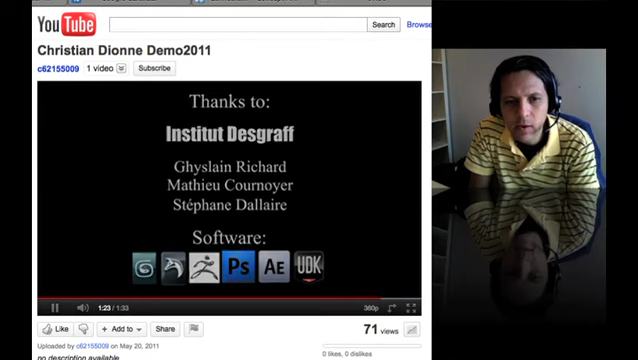 YouTube
Search
Browse
Christian Dionne Demo2011
c62155009 1 video Subscribe
Thanks to:
Institut Desgraff
Ghyslain Richard
Mathieu Cournoyer
Stéphane Dallaire
Software:
Ps Ae UDK
1:23 / 1:33 360p
Like Add to Share 71 views
Uploaded by c62155009 on May 20, 2011
0 likes, 0 dislikes
no description available